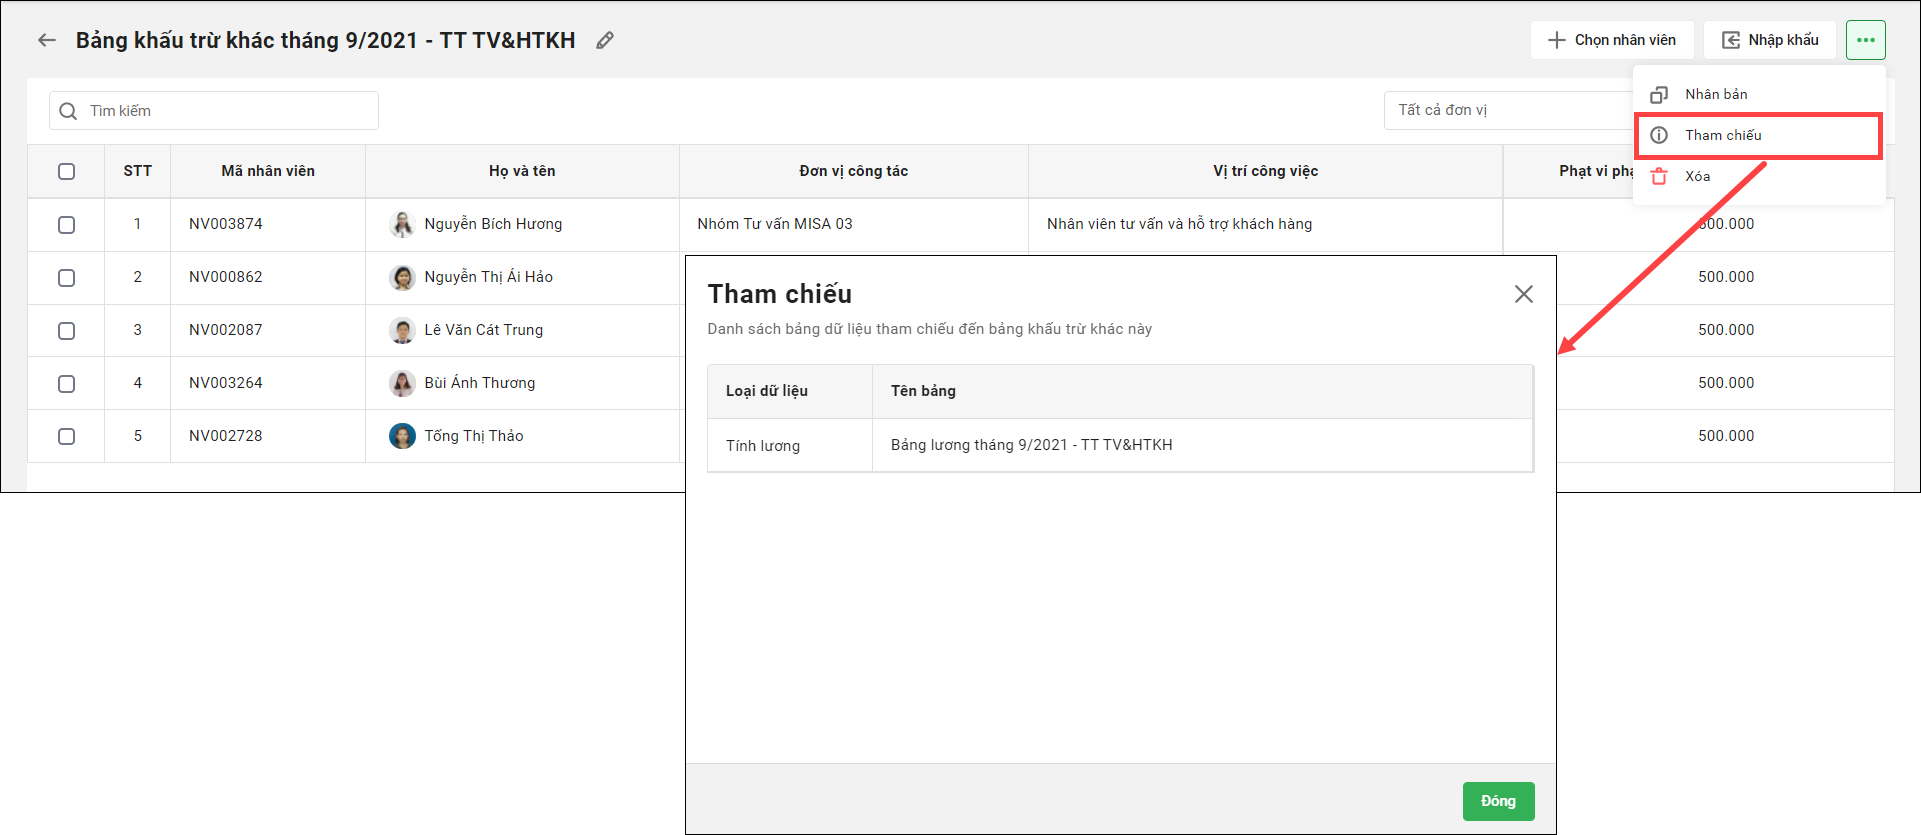 Bảng khấu trừ khác tháng 9/2021 - TT TV&HTKH
Chọn nhân viên
Nhập khẩu
Tìm kiếm
Tất cả đơn vị
Nhân bản
Tham chiếu
Xóa
STT Mã nhân viên Họ và tên Đơn vị công tác Vị trí công việc Phạt vi
1 NV003874 Nguyễn Bích Hương Nhóm Tư vấn MISA 03 Nhân viên tư vấn và hỗ trợ khách hàng 500.000
2 NV000862 Nguyễn Thị Ái Hảo 500.000
3 NV002087 Lê Văn Cát Trung 500.000
4 NV003264 Bùi Ánh Thương 500.000
5 NV002728 Tống Thị Thảo 500.000
Tham chiếu
Danh sách bảng dữ liệu tham chiếu đến bảng khấu trừ khác này
Loại dữ liệu Tên bảng
Tính lương Bảng lương tháng 9/2021 - TT TV&HTKH
Đóng